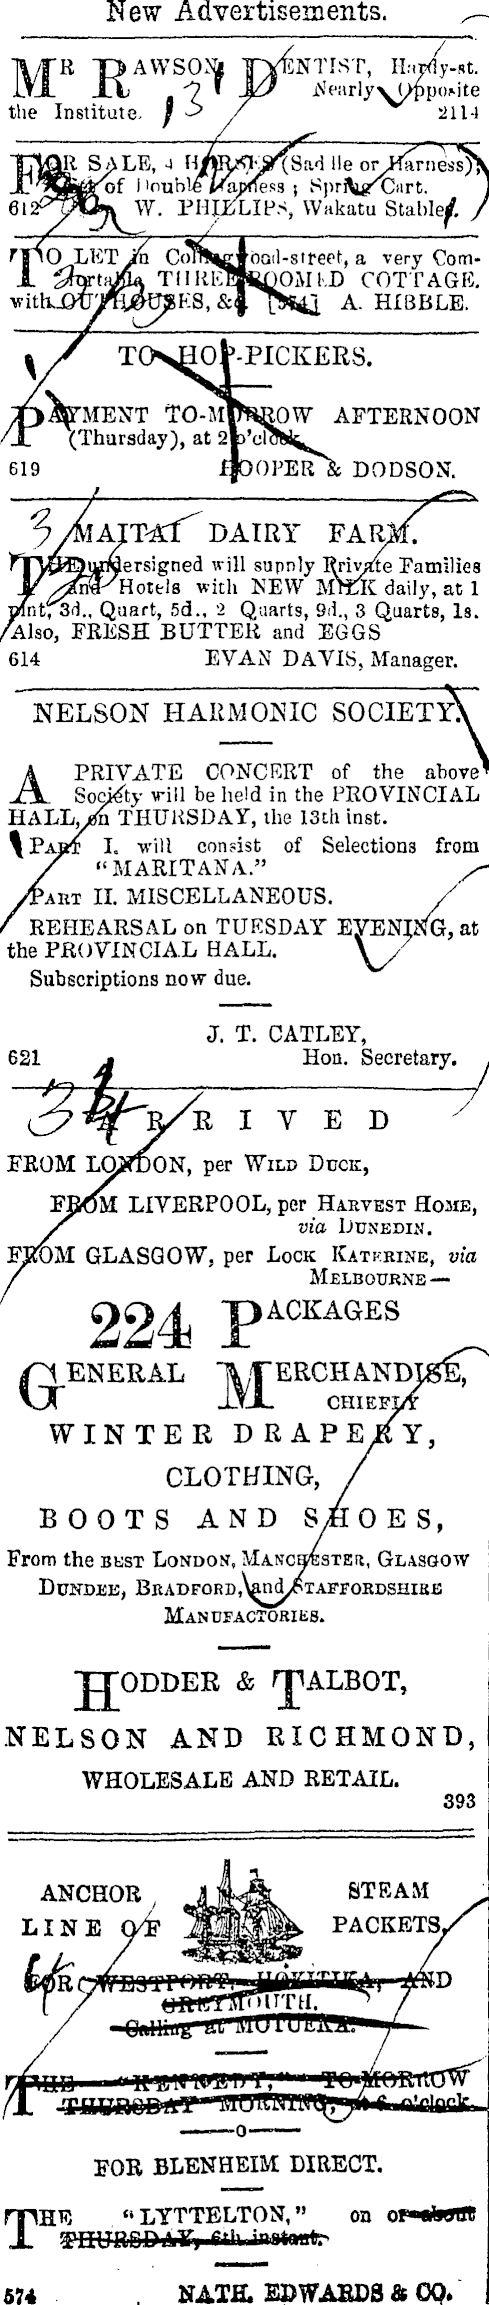 New Advertisements.
MR RAWSON, DENTIST, Hardy-st.
Nearly Opposite
the Institute. 2114
FOR SALE, 4 HORSES (Saddle or Harness);
Set of Double Harness; Spring Cart.
612 W. PHILLIPS, Wakatu Stables.
TO LET in Collingwood-street, a very Com-
fortable THREE-ROOMED COTTAGE.
with OUTHOUSES, &c. [574] A. HIBBLE.
TO HOP-PICKERS.
PAYMENT TO-MORROW AFTERNOON
(Thursday), at 2 o'clock.
619 HOOPER & DODSON.
3
MAITAI DAIRY FARM.
THE undersigned will supply Private Families
and Hotels with NEW MILK daily, at 1
pint, 3d., Quart, 5d., 2 Quarts, 9d., 3 Quarts, 1s.
Also, FRESH BUTTER and EGGS
614 EVAN DAVIS, Manager.
NELSON HARMONIC SOCIETY.
A PRIVATE CONCERT of the above
Society will be held in the PROVINCIAL
HALL, on THURSDAY, the 13th inst.
PART I. will consist of Selections from
"MARITANA."
PART II. MISCELLANEOUS.
REHEARSAL on TUESDAY EVENING, at
the PROVINCIAL HALL.
Subscriptions now due.
J. T. CATLEY,
621 Hon. Secretary.
3
ARRIVED
FROM LONDON, per WILD DUCK,
FROM LIVERPOOL, per HARVEST HOME,
via DUNEDIN.
FROM GLASGOW, per LOCK KATERINE, via
MELBOURNE—
224 PACKAGES
GENERAL MERCHANDISE,
CHIEFLY
WINTER DRAPERY,
CLOTHING,
BOOTS AND SHOES,
From the BEST LONDON, MANCHESTER, GLASGOW
DUNDEE, BRADFORD, and STAFFORDSHIRE
MANUFACTORIES.
HODDER & TALBOT,
NELSON AND RICHMOND,
WHOLESALE AND RETAIL.
393
ANCHOR STEAM
LINE OF PACKETS,
FOR WESTPORT, HOKITIKA, AND
GREYMOUTH.
Calling at MOTUEKA.
THE "KENNEDY," TO-MORROW
THURSDAY MORNING, at 6 o'clock.
FOR BLENHEIM DIRECT.
THE "LYTTELTON," on or about
THURSDAY, 6th instant.
574 NATH. EDWARDS & CO.